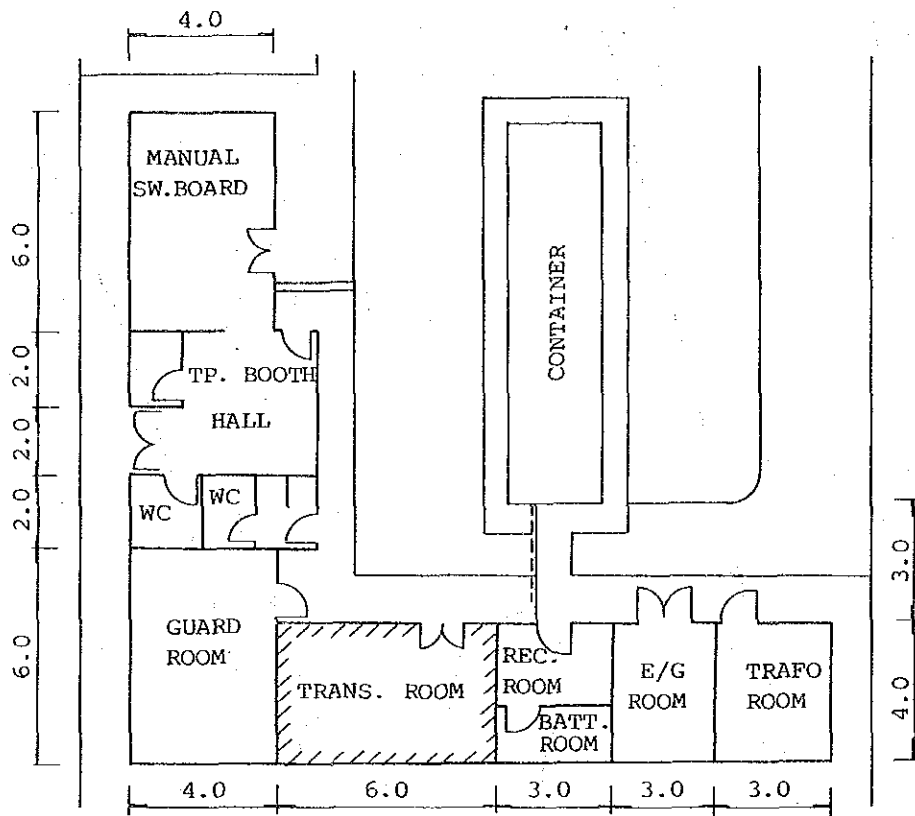 4.0
MANUAL
SW.BOARD
6.0
CONTAINER
2.0
TP. BOOTH
2.0
HALL
2.0
WC
WC
3.0
6.0
GUARD
ROOM
TRANS. ROOM
REC.
ROOM
E/G
ROOM
TRAFO
ROOM
BATT.
ROOM
4.0
4.0
6.0
3.0
3.0
3.0